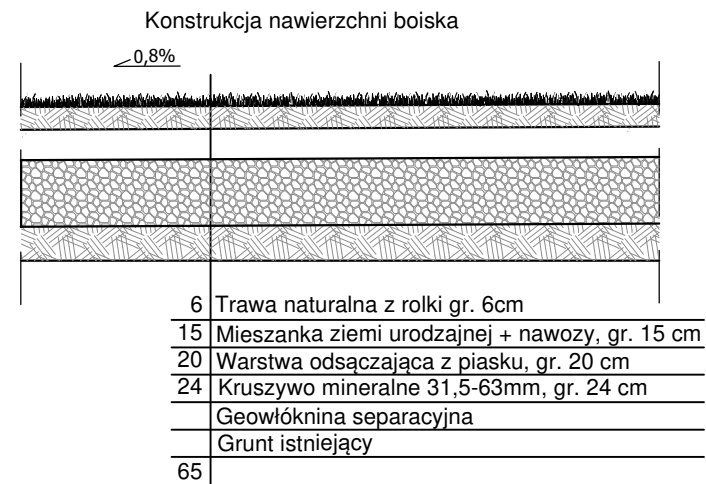 Konstrukcja nawierzchni boiska
0,8%
6 Trawa naturalna z rolki gr. 6cm
15 Mieszanka ziemi urodzajnej + nawozy, gr. 15 cm
20 Warstwa odsączająca z piasku, gr. 20 cm
24 Kruszywo mineralne 31,5-63mm, gr. 24 cm
Geowłóknina separacyjna
Grunt istniejący
65